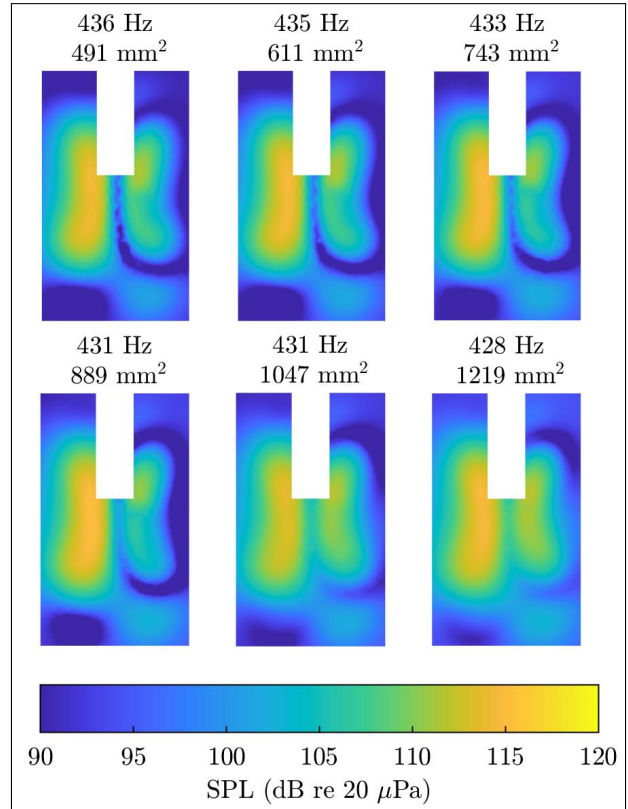 436 Hz 435 Hz 433 Hz
491 mm² 611 mm² 743 mm²
431 Hz 431 Hz 428 Hz
889 mm² 1047 mm² 1219 mm²
90 95 100 105 110 115 120
SPL (dB re 20 μPa)